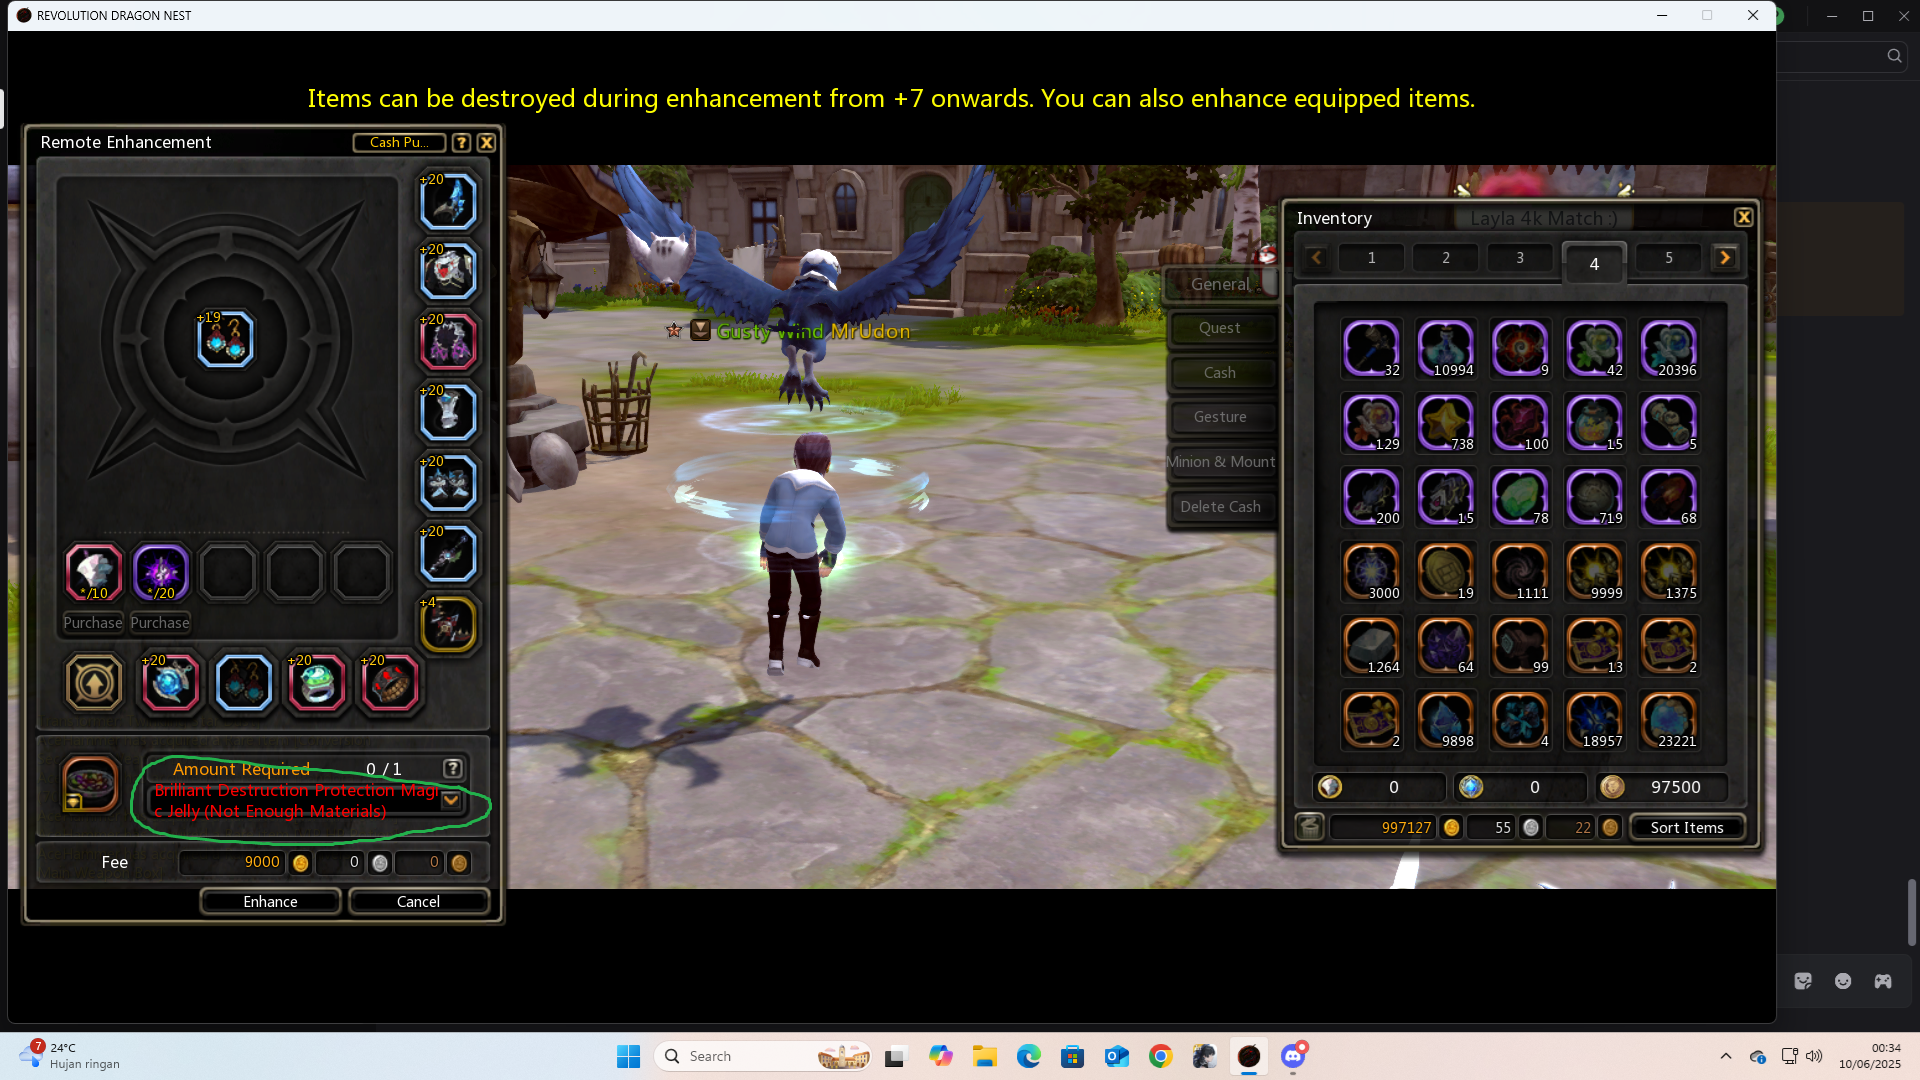 REVOLUTION DRAGON NEST
Items can be destroyed during enhancement from +7 onwards. You can also enhance equipped items.
Remote Enhancement
Cash Pu...
?
X
+20
+20
+20
+20
+20
+20
+4
+19
*/10
*/20
Purchase
Purchase
+20
+20
+20
Amount Required
0 / 1
?
Brilliant Destruction Protection Magi
c Jelly (Not Enough Materials)
Fee
9000
0
0
Enhance
Cancel
Gusty Wind MrUdon
General
Quest
Cash
Gesture
Minion & Mount
Delete Cash
Inventory
Layla 4k Match :)
X
1
2
3
4
5
32
10994
9
42
20396
129
738
100
15
5
200
15
78
719
68
3000
19
1111
9999
1375
1264
64
99
13
2
2
9898
4
18957
23221
0
0
97500
997127
55
22
Sort Items
7
24°C
Hujan ringan
Search
00:34
10/06/2025